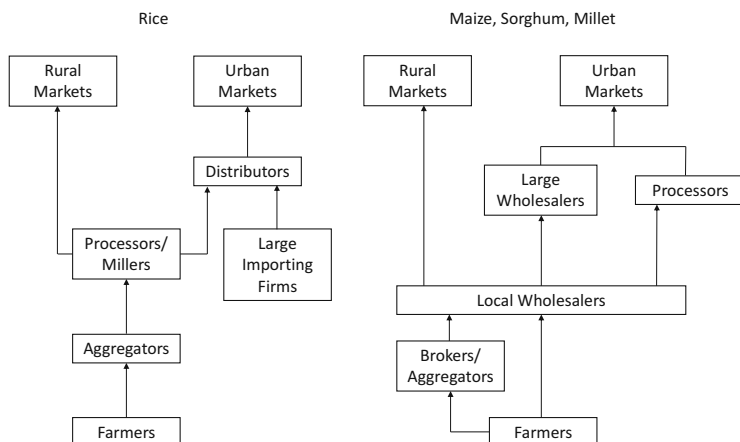 Rice
Rural
Markets
Urban
Markets
Distributors
Processors/
Millers
Large
Importing
Firms
Aggregators
Farmers
Maize, Sorghum, Millet
Rural
Markets
Urban
Markets
Large
Wholesalers
Processors
Local Wholesalers
Brokers/
Aggregators
Farmers